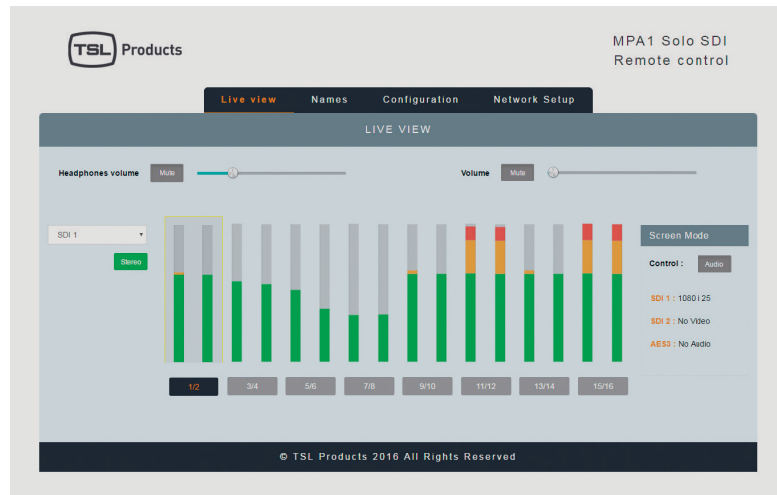 TSL Products
MPA1 Solo SDI
Remote control
Live view Names Configuration Network Setup
LIVE VIEW
Headphones volume Mute Volume Mute
SDI 1
Stereo
Screen Mode
Control : Audio
SDI 1 : 1080 i 25
SDI 2 : No Video
AES3 : No Audio
1/2 3/4 5/6 7/8 9/10 11/12 13/14 15/16
© TSL Products 2016 All Rights Reserved